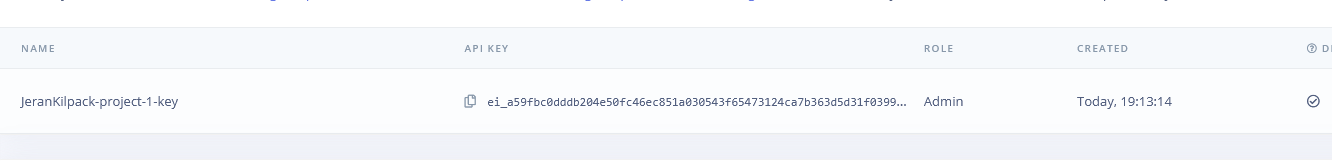 NAME API KEY ROLE CREATED
JeranKilpack-project-1-key ei_a59fbc0dddb204e50fc46ec851a030543f65473124ca7b363d5d31f0399... Admin Today, 19:13:14